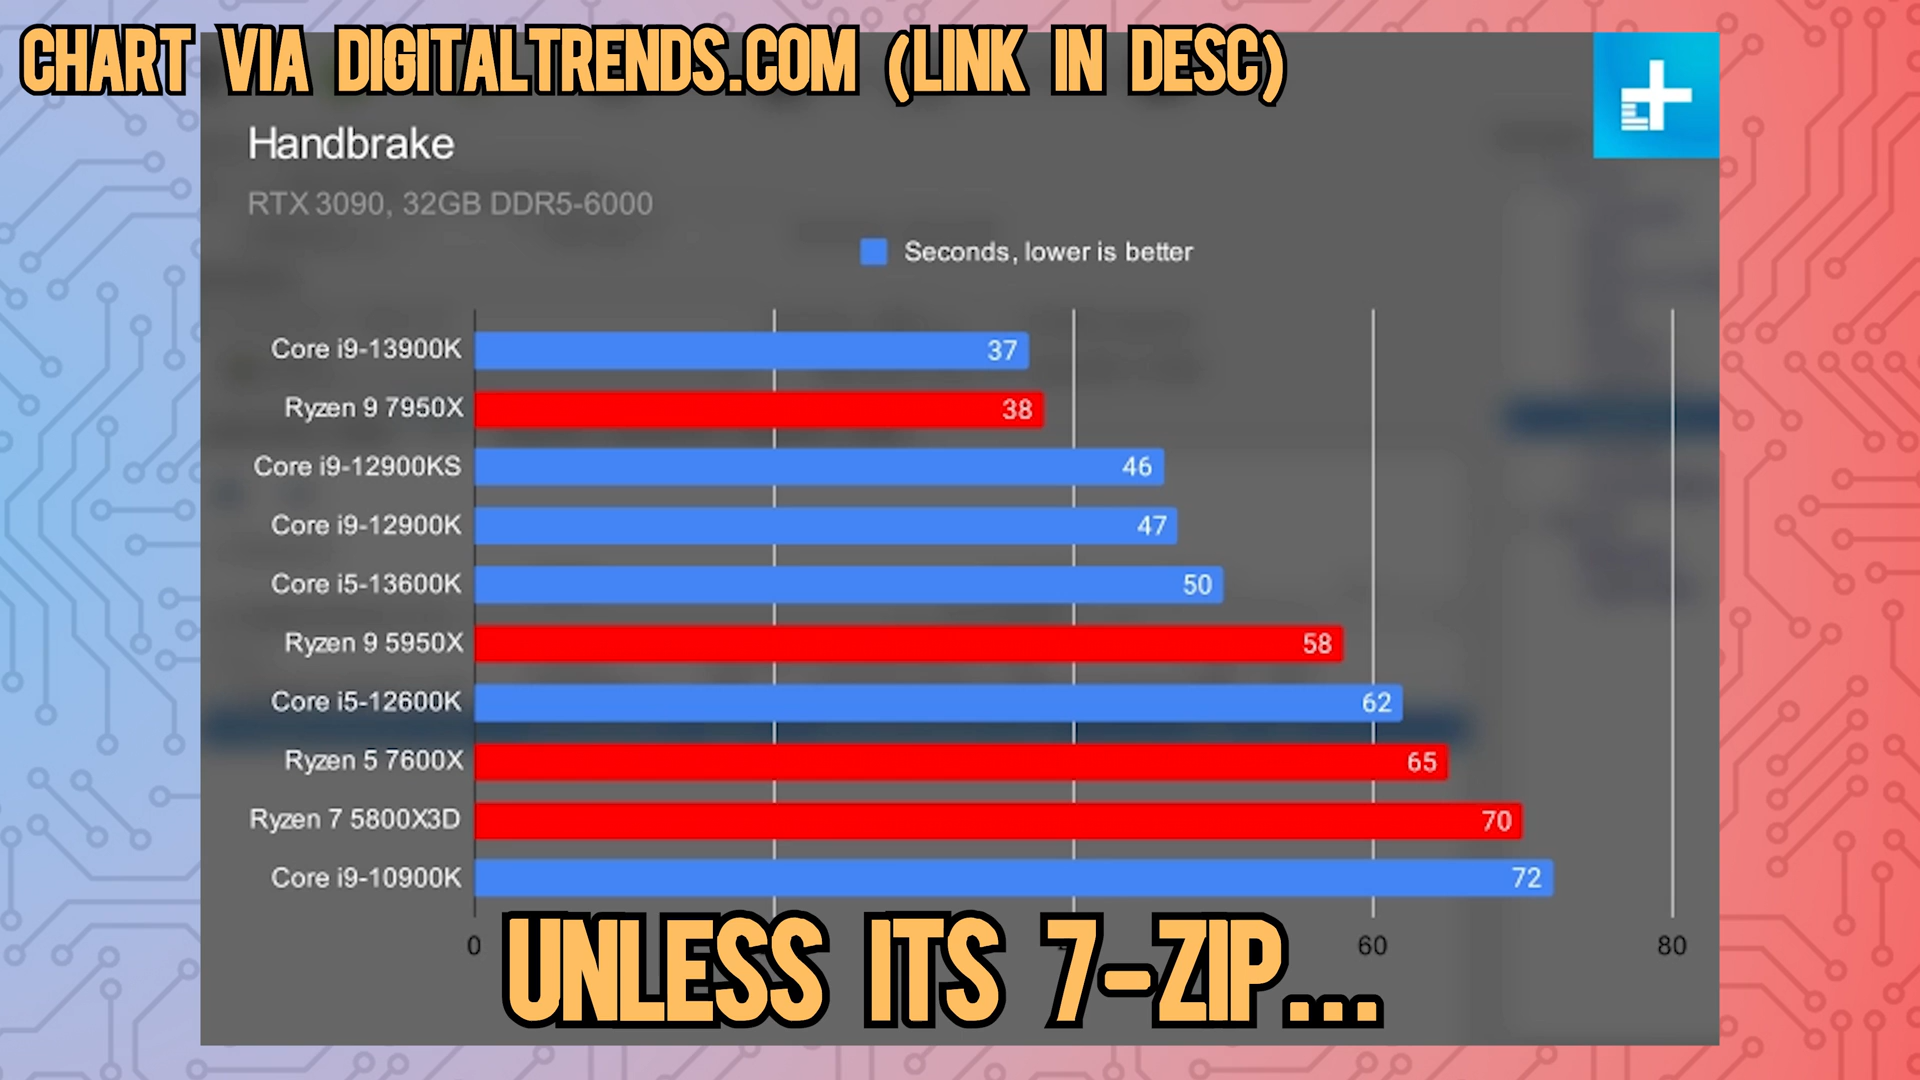 CHART VIA DIGITALTRENDS.COM (LINK IN DESC)
Handbrake
RTX 3090, 32GB DDR5-6000
Seconds, lower is better
Core i9-13900K 37
Ryzen 9 7950X 38
Core i9-12900KS 46
Core i9-12900K 47
Core i5-13600K 50
Ryzen 9 5950X 58
Core i5-12600K 62
Ryzen 5 7600X 65
Ryzen 7 5800X3D 70
Core i9-10900K 72
0 60 80
UNLESS ITS 7-ZIP...